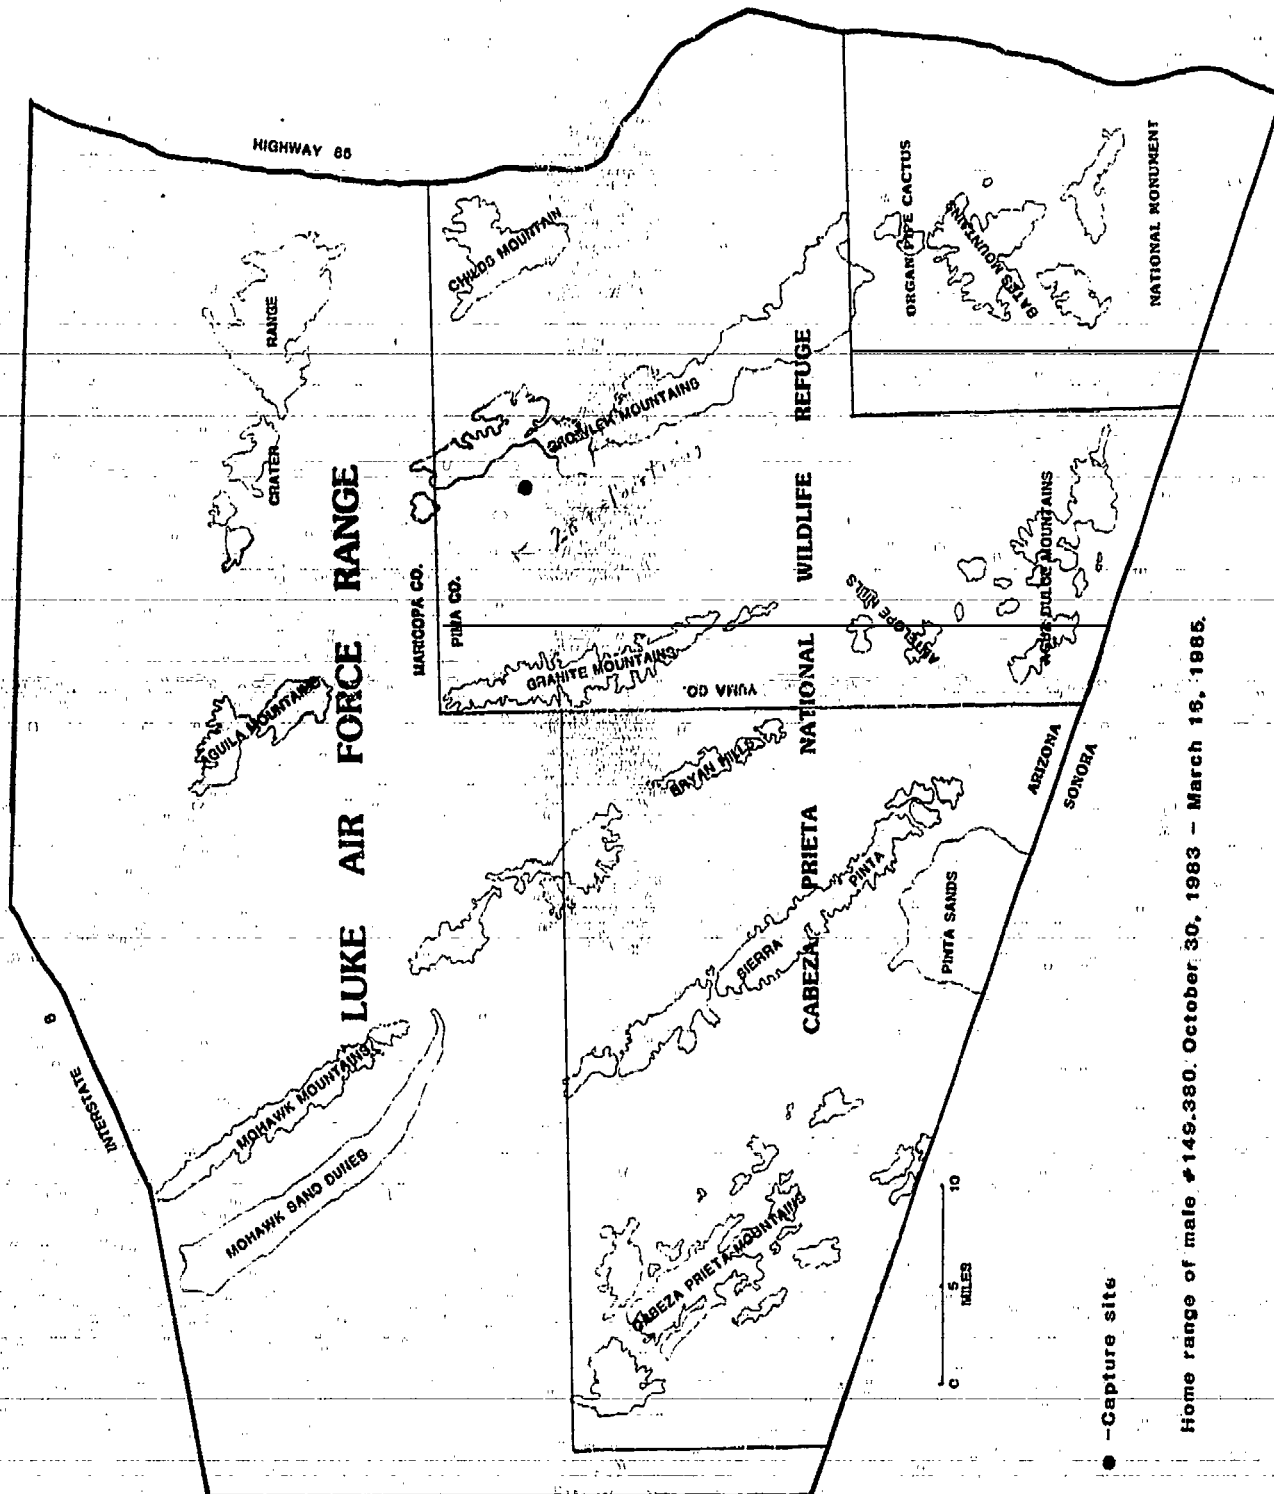 HIGHWAY 85
CHILDS MOUNTAIN
RANGE
CRATER
GROWLER MOUNTAINS
ORGAN PIPE CACTUS
NATIONAL MONUMENT
BATES MOUNTAINS
LUKE AIR FORCE RANGE
MARICOPA CO.
PIMA CO.
YUMA CO.
GRANITE MOUNTAINS
AGUILA MOUNTAINS
CABEZA PRIETA NATIONAL WILDLIFE REFUGE
ANTELOPE HILLS
AGUA DULCE MOUNTAINS
BRYAN HILLS
SIERRA
PINTA
PINTA SANDS
ARIZONA
SONORA
INTERSTATE 8
MOHAWK MOUNTAINS
MOHAWK SAND DUNES
CABEZA PRIETA MOUNTAINS
0 5 10
MILES
● -Capture site
Home range of male #149.380. October 30, 1983 - March 16, 1985.